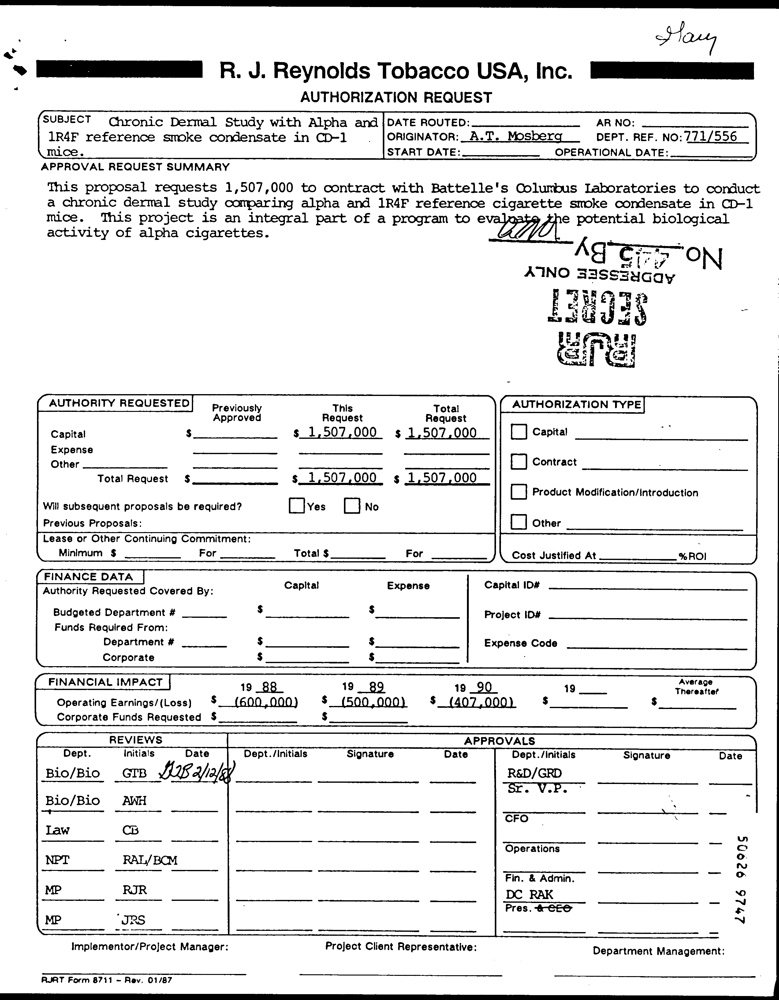 Mary
R. J. Reynolds Tobacco USA, Inc.
AUTHORIZATION REQUEST
SUBJECT Chronic Dermal Study with Alpha and
1R4F reference smoke condensate in CD-1
mice.
DATE ROUTED: AR NO:
ORIGINATOR: A.T. Mosberg DEPT. REF. NO: 771/556
START DATE: OPERATIONAL DATE:
APPROVAL REQUEST SUMMARY
This proposal requests 1,507,000 to contract with Battelle's Columbus Laboratories to conduct
a chronic dermal study comparing alpha and 1R4F reference cigarette smoke condensate in CD-1
mice. This project is an integral part of a program to evaluate the potential biological
activity of alpha cigarettes.
No. 445 By
ADDRESSEE ONLY
SECRET
RJR
AUTHORITY REQUESTED
Previously Approved This Request Total Request
Capital $ $ 1,507,000 $ 1,507,000
Expense
Other
Total Request $ $ 1,507,000 $ 1,507,000
Will subsequent proposals be required? Yes No
Previous Proposals:
Lease or Other Continuing Commitment:
Minimum $ For Total $ For
AUTHORIZATION TYPE
Capital
Contract
Product Modification/Introduction
Other
Cost Justified At %ROI
FINANCE DATA
Authority Requested Covered By: Capital Expense
Budgeted Department # $ $
Funds Required From:
Department # $ $
Corporate $ $
Capital ID#
Project ID#
Expense Code
FINANCIAL IMPACT
19 88 19 89 19 90 19 Average Thereafter
Operating Earnings/(Loss) $ (600,000) $ (500,000) $ (407,000) $ $
Corporate Funds Requested $ $
REVIEWS APPROVALS
Dept. Initials Date Dept./Initials Signature Date Dept./Initials Signature Date
Bio/Bio GTB 2/12/88 R&D/GRD
Sr. V.P.
Bio/Bio AWH
CFO
Law CB
Operations
NPT RAL/BCM
Fin. & Admin.
MP RJR DC RAK
Pres. & CEO
MP JRS
50626 9747
Implementor/Project Manager: Project Client Representative: Department Management:
RJRT Form 8711 - Rev. 01/87